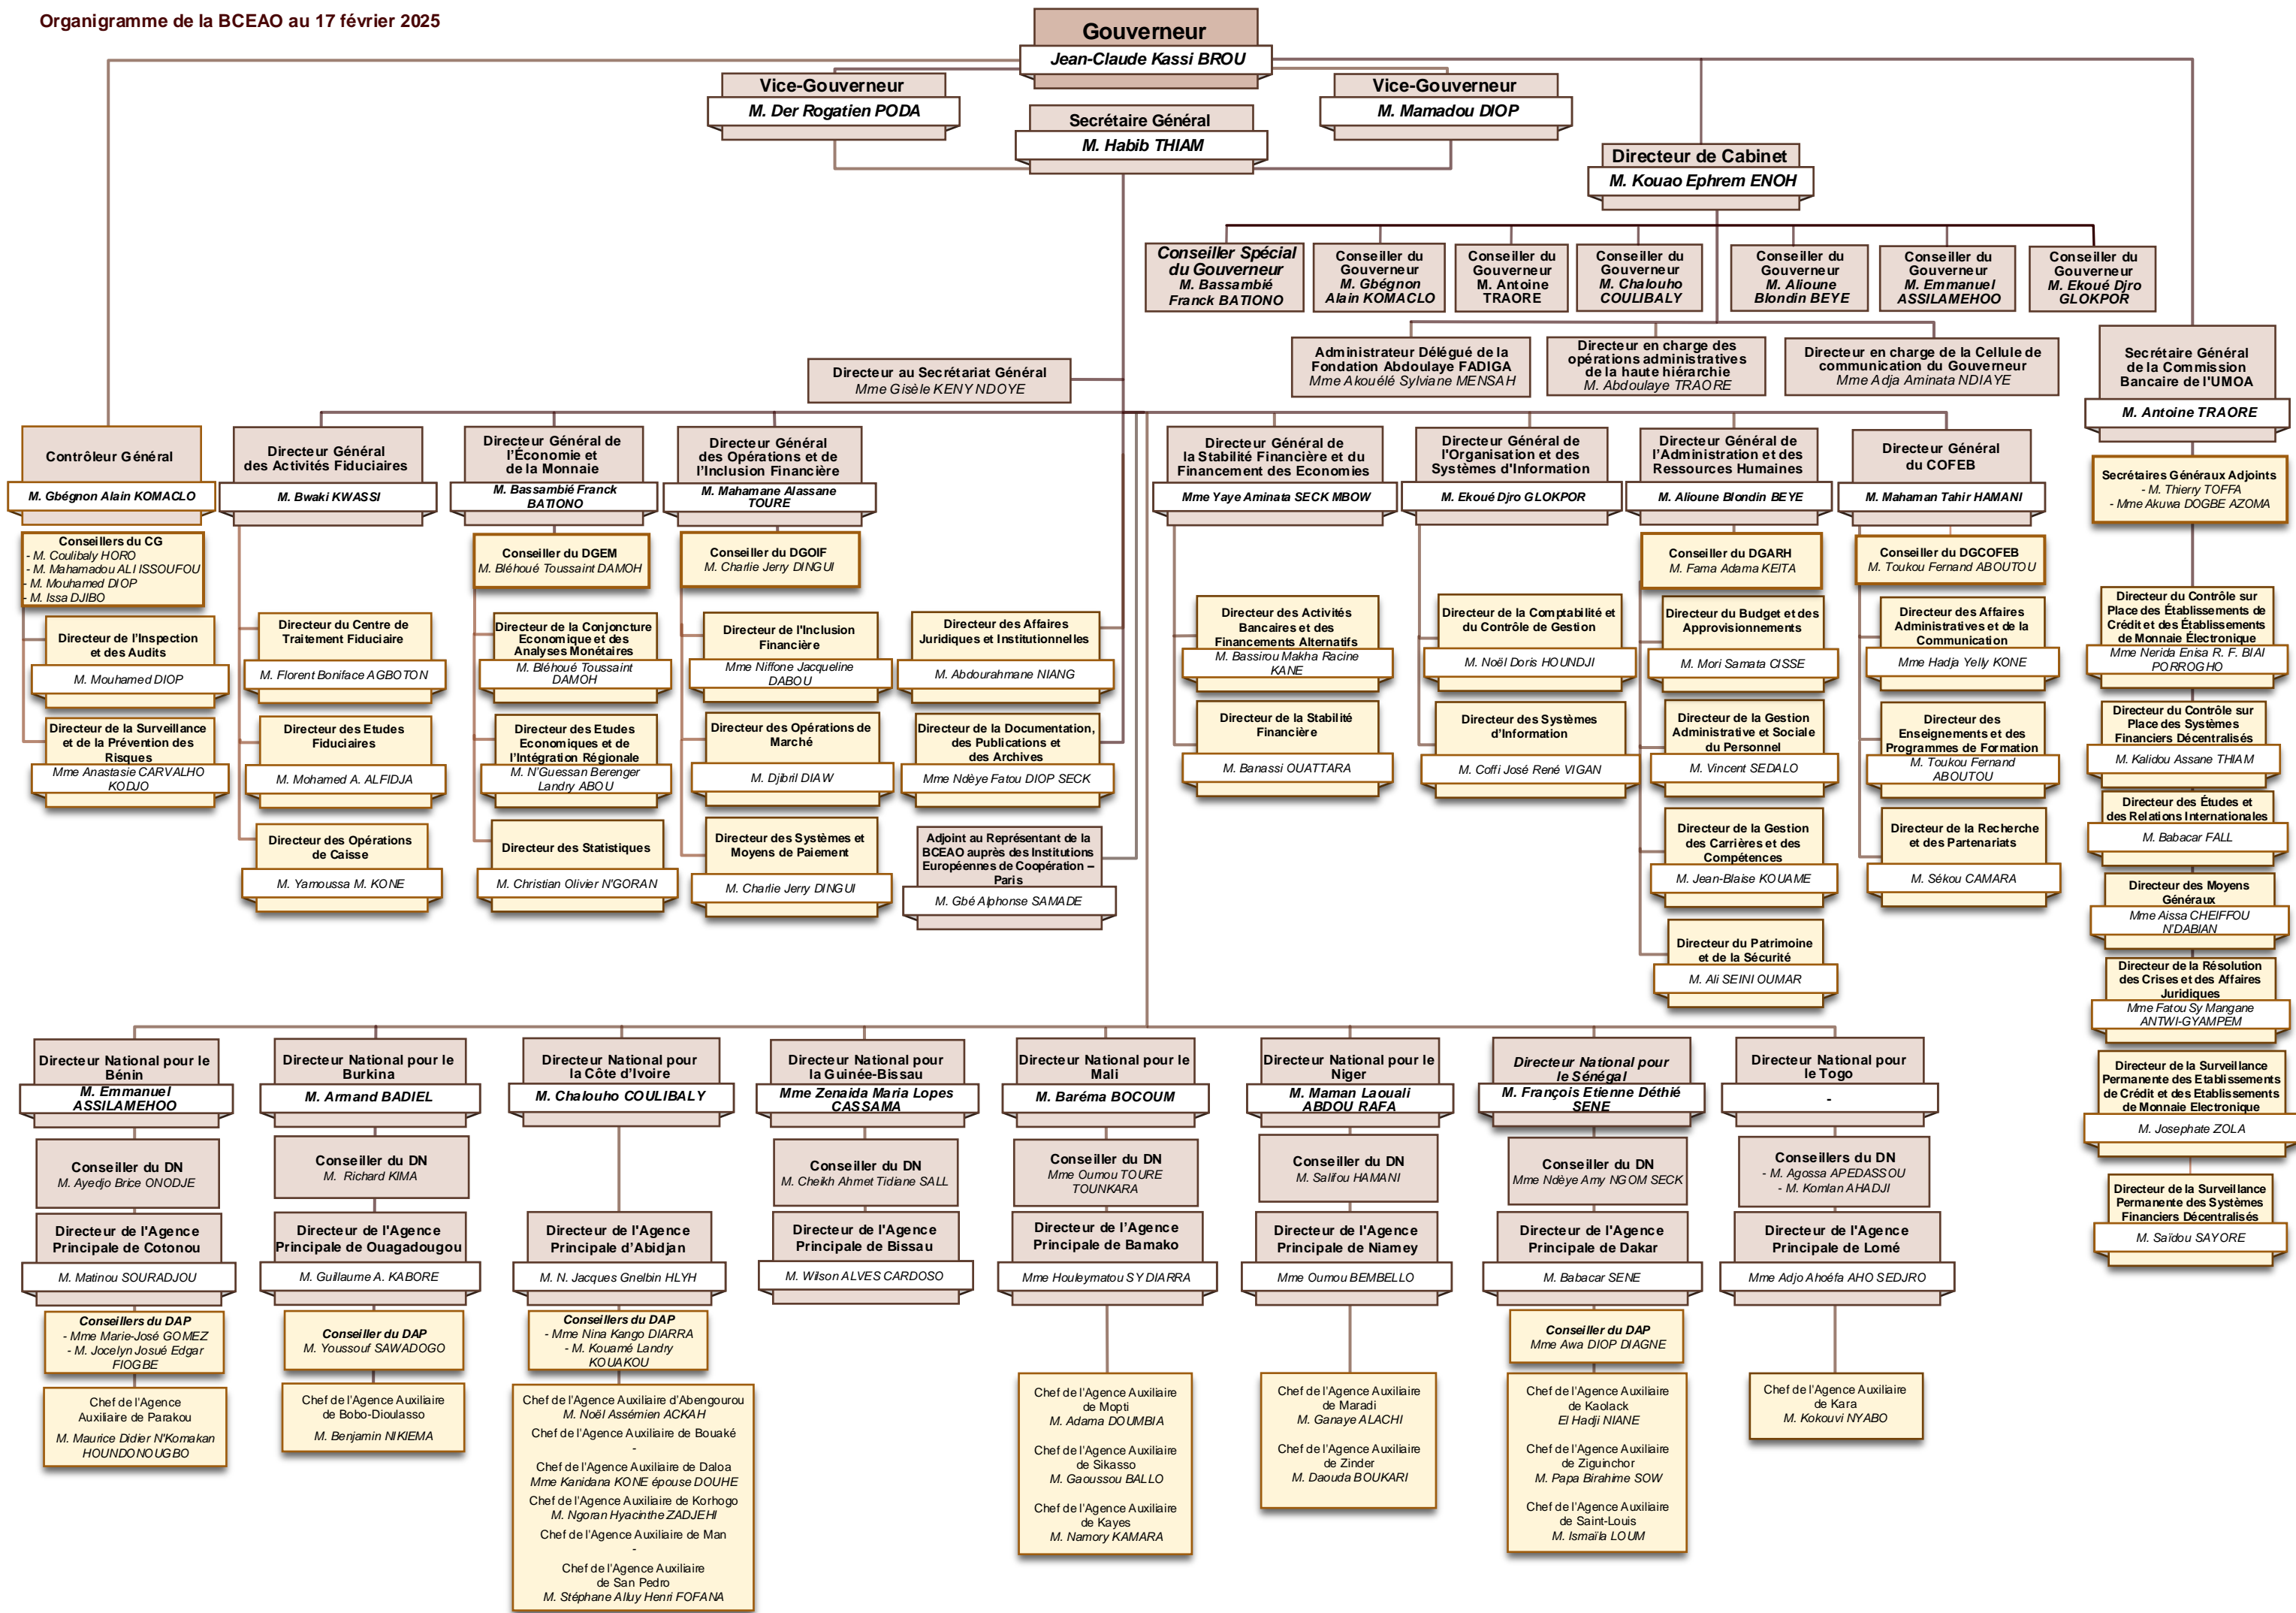 Organigramme de la BCEAO au 17 février 2025
Gouverneur
Jean-Claude Kassi BROU
Vice-Gouverneur
M. Der Rogatien PODA
Vice-Gouverneur
M. Mamadou DIOP
Secrétaire Général
M. Habib THIAM
Directeur de Cabinet
M. Kouao Ephrem ENOH
Conseiller Spécial
du Gouverneur
M. Bassambié
Franck BATIONO
Conseiller du
Gouverneur
M. Gbégnon
Alain KOMACLO
Conseiller du
Gouverneur
M. Antoine
TRAORE
Conseiller du
Gouverneur
M. Chalouho
COULIBALY
Conseiller du
Gouverneur
M. Alioune
Blondin BEYE
Conseiller du
Gouverneur
M. Emmanuel
ASSILAMEHOO
Conseiller du
Gouverneur
M. Ekoué Djro
GLOKPOR
Administrateur Délégué de la
Fondation Abdoulaye FADIGA
Mme Akouélé Sylviane MENSAH
Directeur en charge des
opérations administratives
de la haute hiérarchie
M. Abdoulaye TRAORE
Directeur en charge de la Cellule de
communication du Gouverneur
Mme Adja Aminata NDIAYE
Directeur au Secrétariat Général
Mme Gisèle KENY NDOYE
Contrôleur Général
M. Gbégnon Alain KOMACLO
Conseillers du CG
- M. Coulibaly HORO
- M. Mahamadou ALI ISSOUFOU
- M. Mouhamed DIOP
- M. Issa DJIBO
Directeur de l'Inspection
et des Audits
M. Mouhamed DIOP
Directeur de la Surveillance
et de la Prévention des
Risques
Mme Anastasie CARVALHO
KODJO
Directeur Général
des Activités Fiduciaires
M. Bwaki KWASSI
Directeur du Centre de
Traitement Fiduciaire
M. Florent Boniface AGBOTON
Directeur des Etudes
Fiduciaires
M. Mohamed A. ALFIDJA
Directeur des Opérations
de Caisse
M. Yamoussa M. KONE
Directeur Général de
l'Économie et
de la Monnaie
M. Bassambié Franck
BATIONO
Conseiller du DGEM
M. Bléhoué Toussaint DAMOH
Directeur de la Conjoncture
Economique et des
Analyses Monétaires
M. Bléhoué Toussaint
DAMOH
Directeur des Etudes
Economiques et de
l'Intégration Régionale
M. N'Guessan Berenger
Landry ABOU
Directeur des Statistiques
M. Christian Olivier N'GORAN
Directeur Général
des Opérations et de
l'Inclusion Financière
M. Mahamane Alassane
TOURE
Conseiller du DGOIF
M. Charlie Jerry DINGUI
Directeur de l'Inclusion
Financière
Mme Niffone Jacqueline
DABOU
Directeur des Opérations de
Marché
M. Djibril DIAW
Directeur des Systèmes et
Moyens de Paiement
M. Charlie Jerry DINGUI
Directeur des Affaires
Juridiques et Institutionnelles
M. Abdourahmane NIANG
Directeur de la Documentation,
des Publications et
des Archives
Mme Ndèye Fatou DIOP SECK
Adjoint au Représentant de la
BCEAO auprès des Institutions
Européennes de Coopération –
Paris
M. Gbé Alphonse SAMADE
Directeur Général de
la Stabilité Financière et du
Financement des Economies
Mme Yaye Aminata SECK MBOW
Directeur des Activités
Bancaires et des
Financements Alternatifs
M. Bassirou Makha Racine
KANE
Directeur de la Stabilité
Financière
M. Banassi OUATTARA
Directeur Général de
l'Organisation et des
Systèmes d'Information
M. Ekoué Djro GLOKPOR
Directeur de la Comptabilité et
du Contrôle de Gestion
M. Noël Doris HOUNDJI
Directeur des Systèmes
d'Information
M. Coffi José René VIGAN
Directeur Général de
l'Administration et des
Ressources Humaines
M. Alioune Blondin BEYE
Conseiller du DGARH
M. Fama Adama KEITA
Directeur du Budget et des
Approvisionnements
M. Mori Samata CISSE
Directeur de la Gestion
Administrative et Sociale
du Personnel
M. Vincent SEDALO
Directeur de la Gestion
des Carrières et des
Compétences
M. Jean-Blaise KOUAME
Directeur du Patrimoine
et de la Sécurité
M. Ali SEINI OUMAR
Directeur Général
du COFEB
M. Mahaman Tahir HAMANI
Conseiller du DGCOFEB
M. Toukou Fernand ABOUTOU
Directeur des Affaires
Administratives et de la
Communication
Mme Hadja Yelly KONE
Directeur des
Enseignements et des
Programmes de Formation
M. Toukou Fernand
ABOUTOU
Directeur de la Recherche
et des Partenariats
M. Sékou CAMARA
Secrétaire Général
de la Commission
Bancaire de l'UMOA
M. Antoine TRAORE
Secrétaires Généraux Adjoints
- M. Thierry TOFFA
- Mme Akuwa DOGBE AZOMA
Directeur du Contrôle sur
Place des Établissements de
Crédit et des Établissements
de Monnaie Électronique
Mme Nerida Enisa R. F. BIAI
PORROGHO
Directeur du Contrôle sur
Place des Systèmes
Financiers Décentralisés
M. Kalidou Assane THIAM
Directeur des Études et
des Relations Internationales
M. Babacar FALL
Directeur des Moyens
Généraux
Mme Aissa CHEIFFOU
N'DABIAN
Directeur de la Résolution
des Crises et des Affaires
Juridiques
Mme Fatou Sy Mangane
ANTWI-GYAMPEM
Directeur de la Surveillance
Permanente des Etablissements
de Crédit et des Etablissements
de Monnaie Electronique
M. Josephate ZOLA
Directeur de la Surveillance
Permanente des Systèmes
Financiers Décentralisés
M. Saïdou SAYORE
Directeur National pour le
Bénin
M. Emmanuel
ASSILAMEHOO
Conseiller du DN
M. Ayedjo Brice ONODJE
Directeur de l'Agence
Principale de Cotonou
M. Matinou SOURADJOU
Conseillers du DAP
- Mme Marie-José GOMEZ
- M. Jocelyn Josué Edgar
FIOGBE
Chef de l'Agence
Auxiliaire de Parakou
M. Maurice Didier N'Komakan
HOUNDONOUGBO
Directeur National pour le
Burkina
M. Armand BADIEL
Conseiller du DN
M. Richard KIMA
Directeur de l'Agence
Principale de Ouagadougou
M. Guillaume A. KABORE
Conseiller du DAP
M. Youssouf SAWADOGO
Chef de l'Agence Auxiliaire
de Bobo-Dioulasso
M. Benjamin NIKIEMA
Directeur National pour
la Côte d'Ivoire
M. Chalouho COULIBALY
Directeur de l'Agence
Principale d'Abidjan
M. N. Jacques Gnelbin HLYH
Conseillers du DAP
- Mme Nina Kango DIARRA
- M. Kouamé Landry
KOUAKOU
Chef de l'Agence Auxiliaire d'Abengourou
M. Noël Assémien ACKAH
Chef de l'Agence Auxiliaire de Bouaké
-
Chef de l'Agence Auxiliaire de Daloa
Mme Kanidana KONE épouse DOUHE
Chef de l'Agence Auxiliaire de Korhogo
M. Ngoran Hyacinthe ZADJEHI
Chef de l'Agence Auxiliaire de Man
-
Chef de l'Agence Auxiliaire
de San Pedro
M. Stéphane Alluy Henri FOFANA
Directeur National pour
la Guinée-Bissau
Mme Zenaida Maria Lopes
CASSAMA
Conseiller du DN
M. Cheikh Ahmet Tidiane SALL
Directeur de l'Agence
Principale de Bissau
M. Wilson ALVES CARDOSO
Directeur National pour le
Mali
M. Baréma BOCOUM
Conseiller du DN
Mme Oumou TOURE
TOUNKARA
Directeur de l'Agence
Principale de Bamako
Mme Houleymatou SY DIARRA
Chef de l'Agence Auxiliaire
de Mopti
M. Adama DOUMBIA
Chef de l'Agence Auxiliaire
de Sikasso
M. Gaoussou BALLO
Chef de l'Agence Auxiliaire
de Kayes
M. Namory KAMARA
Directeur National pour le
Niger
M. Maman Laouali
ABDOU RAFA
Conseiller du DN
M. Salifou HAMANI
Directeur de l'Agence
Principale de Niamey
Mme Oumou BEMBELLO
Chef de l'Agence Auxiliaire
de Maradi
M. Ganaye ALACHI
Chef de l'Agence Auxiliaire
de Zinder
M. Daouda BOUKARI
Directeur National pour
le Sénégal
M. François Etienne Déthié
SENE
Conseiller du DN
Mme Ndèye Amy NGOM SECK
Directeur de l'Agence
Principale de Dakar
M. Babacar SENE
Conseiller du DAP
Mme Awa DIOP DIAGNE
Chef de l'Agence Auxiliaire
de Kaolack
El Hadji NIANE
Chef de l'Agence Auxiliaire
de Ziguinchor
M. Papa Birahime SOW
Chef de l'Agence Auxiliaire
de Saint-Louis
M. Ismaïla LOUM
Directeur National pour
le Togo
-
Conseillers du DN
- M. Agossa APEDASSOU
- M. Komlan AHADJI
Directeur de l'Agence
Principale de Lomé
Mme Adjo Ahoéfa AHO SEDJRO
Chef de l'Agence Auxiliaire
de Kara
M. Kokouvi NYABO